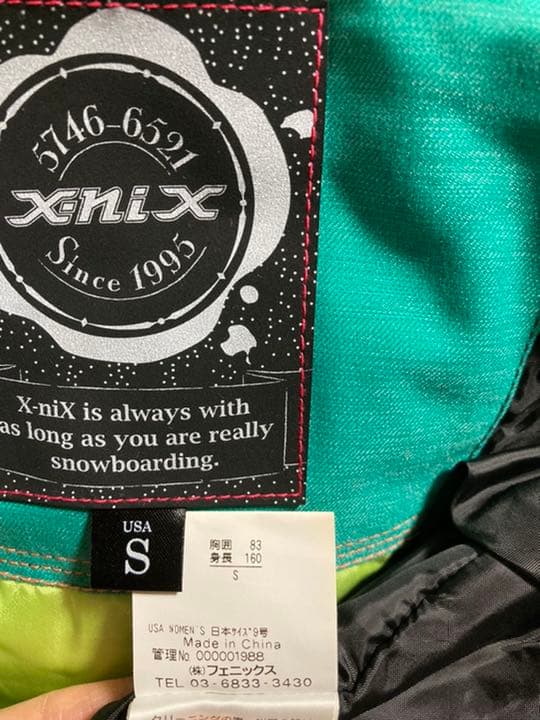 5746-6521
X-niX
Since 1995
X-niX is always with
as long as you are really
snowboarding.
USA
S
胸囲 83
身長 160
S
USA WOMEN'S 日本サイズ9号
Made in China
管理No 000001988
(株)フェニックス
TEL 03-6833-3430